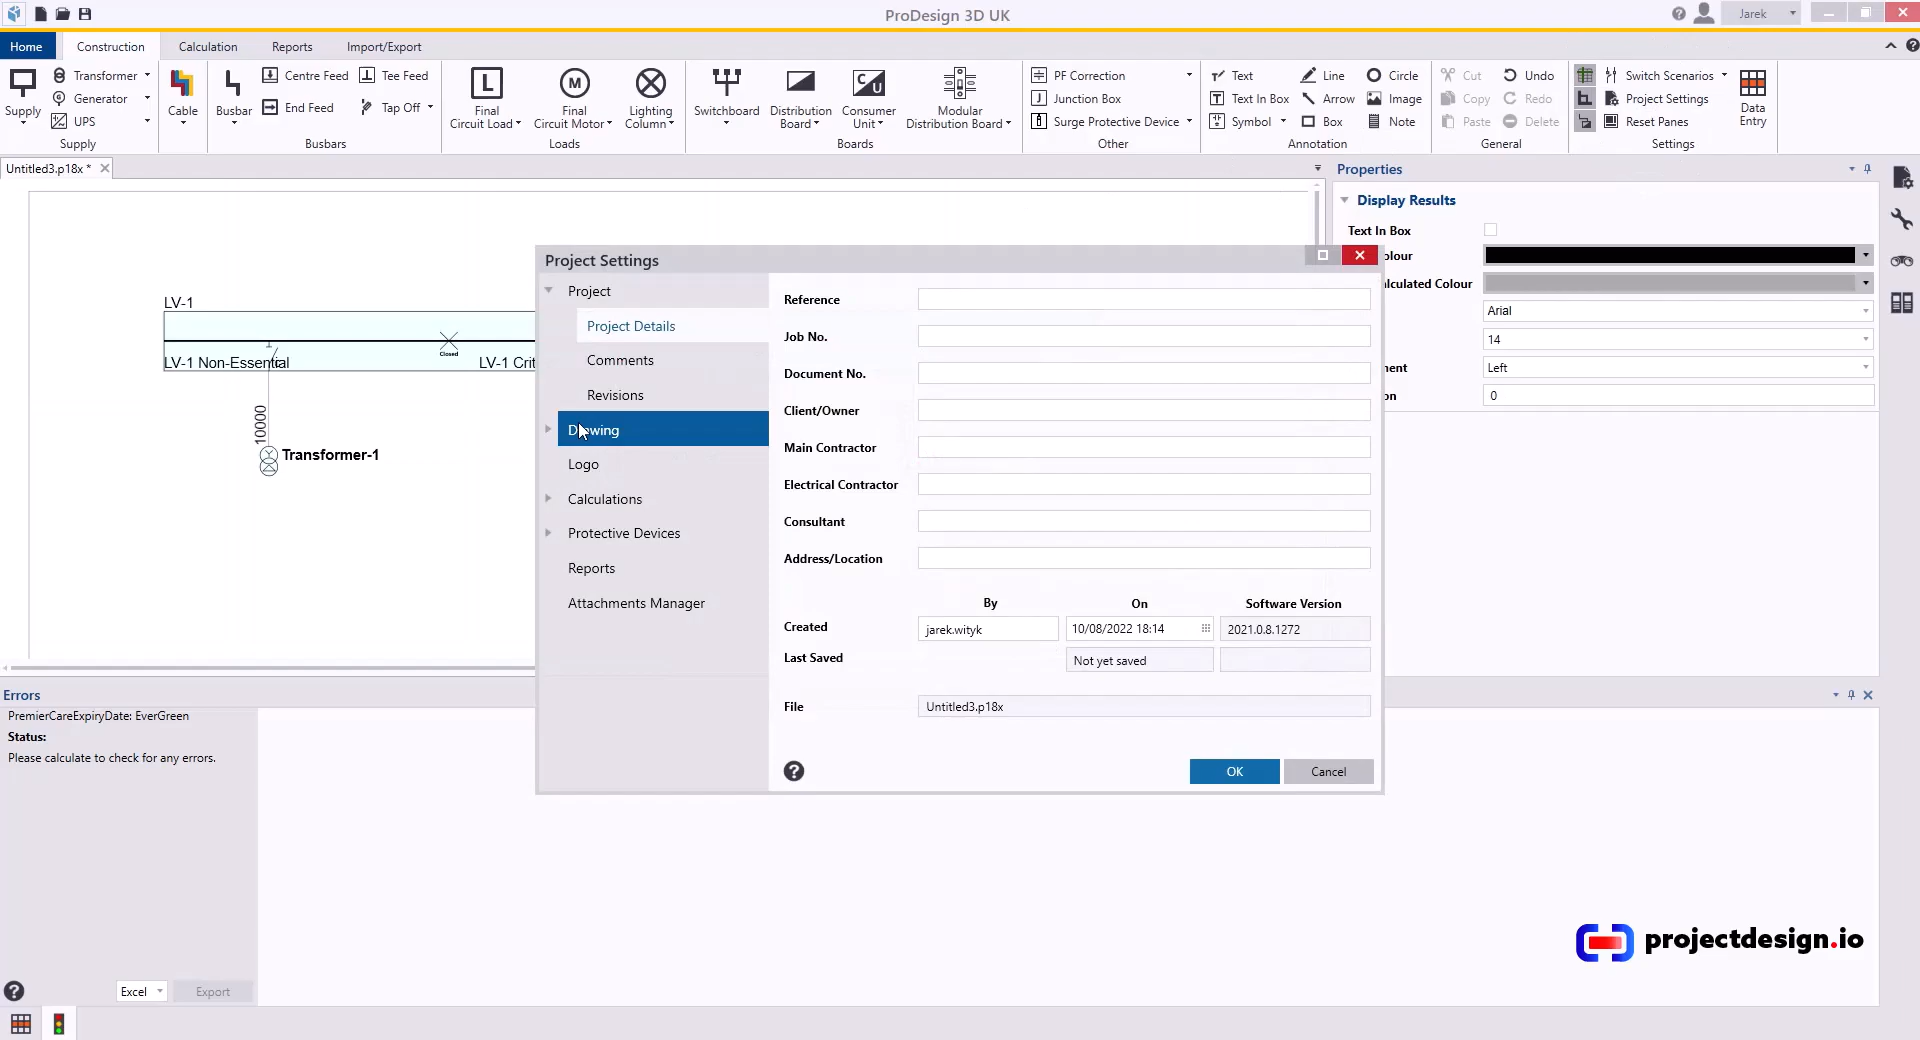 ProDesign 3D UK
Jarek
Home Construction Calculation Reports Import/Export
Supply
Transformer
Generator
UPS
Supply
Cable
Busbar
Centre Feed
End Feed
Tee Feed
Tap Off
Busbars
Final
Circuit Load
Final
Circuit Motor
Lighting
Column
Loads
Switchboard
Distribution
Board
Consumer
Unit
Modular
Distribution Board
Boards
PF Correction
Junction Box
Surge Protective Device
Other
Text
Text In Box
Symbol
Line
Arrow
Box
Circle
Image
Note
Annotation
Cut
Copy
Paste
Undo
Redo
Delete
General
Switch Scenarios
Project Settings
Reset Panes
Settings
Data
Entry
Untitled3.p18x *
LV-1
Closed
LV-1 Non-Essential
LV-1 Crit
10000
Transformer-1
Properties
Display Results
Text In Box
olour
lculated Colour
Arial
14
nent
Left
on
0
Project Settings
Project
Project Details
Comments
Revisions
Drawing
Logo
Calculations
Protective Devices
Reports
Attachments Manager
Reference
Job No.
Document No.
Client/Owner
Main Contractor
Electrical Contractor
Consultant
Address/Location
By On Software Version
Created jarek.wityk 10/08/2022 18:14 2021.0.8.1272
Last Saved Not yet saved
File Untitled3.p18x
OK Cancel
Errors
PremierCareExpiryDate: EverGreen
Status:
Please calculate to check for any errors.
Excel Export
projectdesign.io